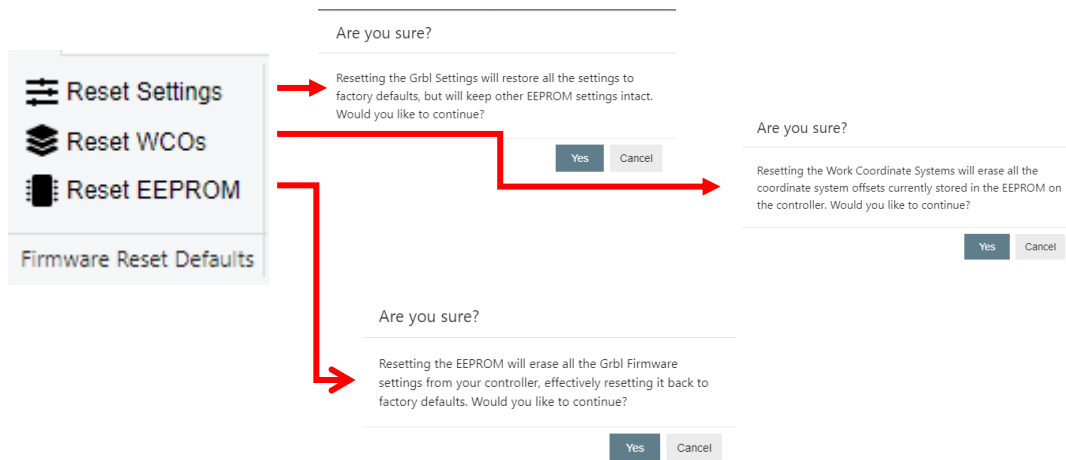 Reset Settings
Reset WCOs
Reset EEPROM
Firmware Reset Defaults
Are you sure?
Resetting the Grbl Settings will restore all the settings to
factory defaults, but will keep other EEPROM settings intact.
Would you like to continue?
Yes Cancel
Are you sure?
Resetting the Work Coordinate Systems will erase all the
coordinate system offsets currently stored in the EEPROM on
the controller. Would you like to continue?
Yes Cancel
Are you sure?
Resetting the EEPROM will erase all the Grbl Firmware
settings from your controller, effectively resetting it back to
factory defaults. Would you like to continue?
Yes Cancel